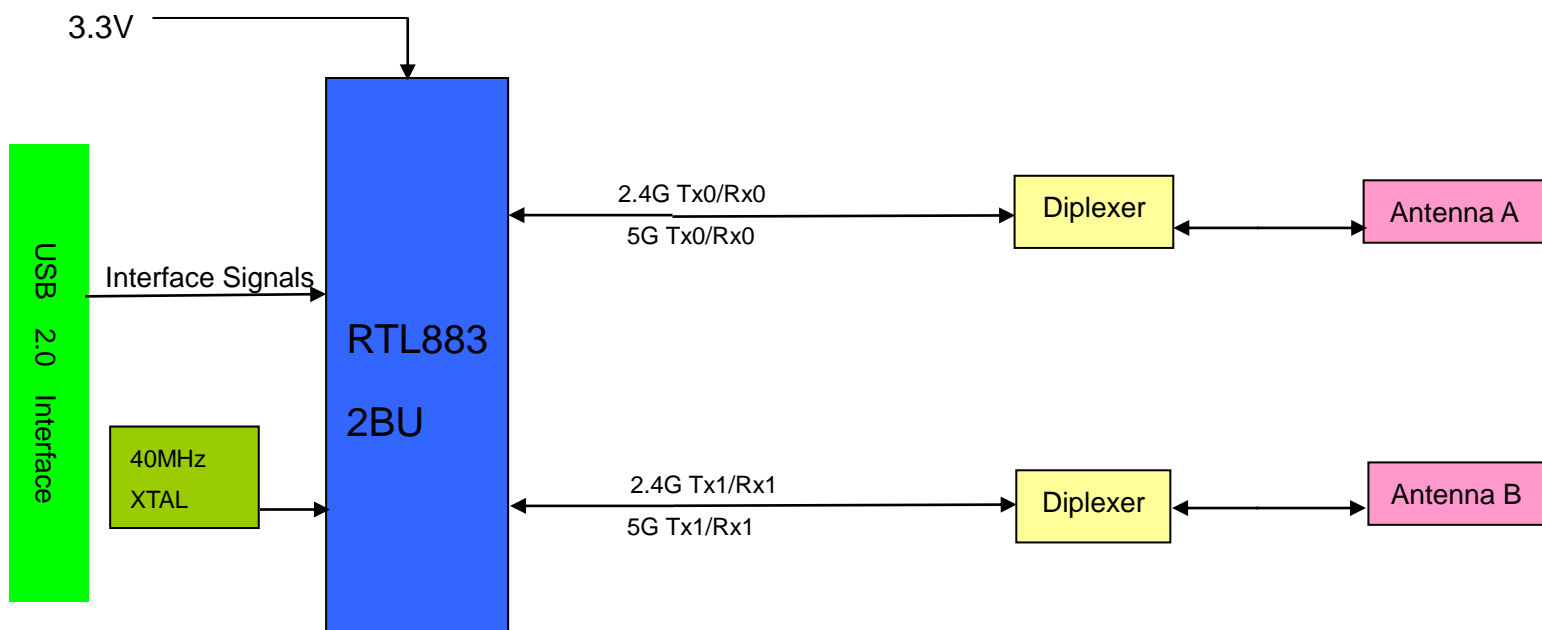 3.3V
USB 2.0 Interface
Interface Signals
40MHz
XTAL
RTL883
2BU
2.4G Tx0/Rx0
5G Tx0/Rx0
Diplexer
Antenna A
2.4G Tx1/Rx1
5G Tx1/Rx1
Diplexer
Antenna B